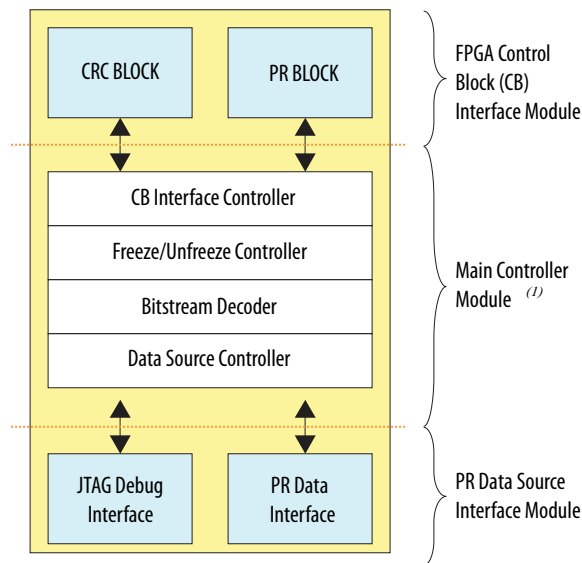 CRC BLOCK
PR BLOCK
FPGA Control
Block (CB)
Interface Module
CB Interface Controller
Freeze/Unfreeze Controller
Bitstream Decoder
Data Source Controller
Main Controller
Module (1)
JTAG Debug
Interface
PR Data
Interface
PR Data Source
Interface Module